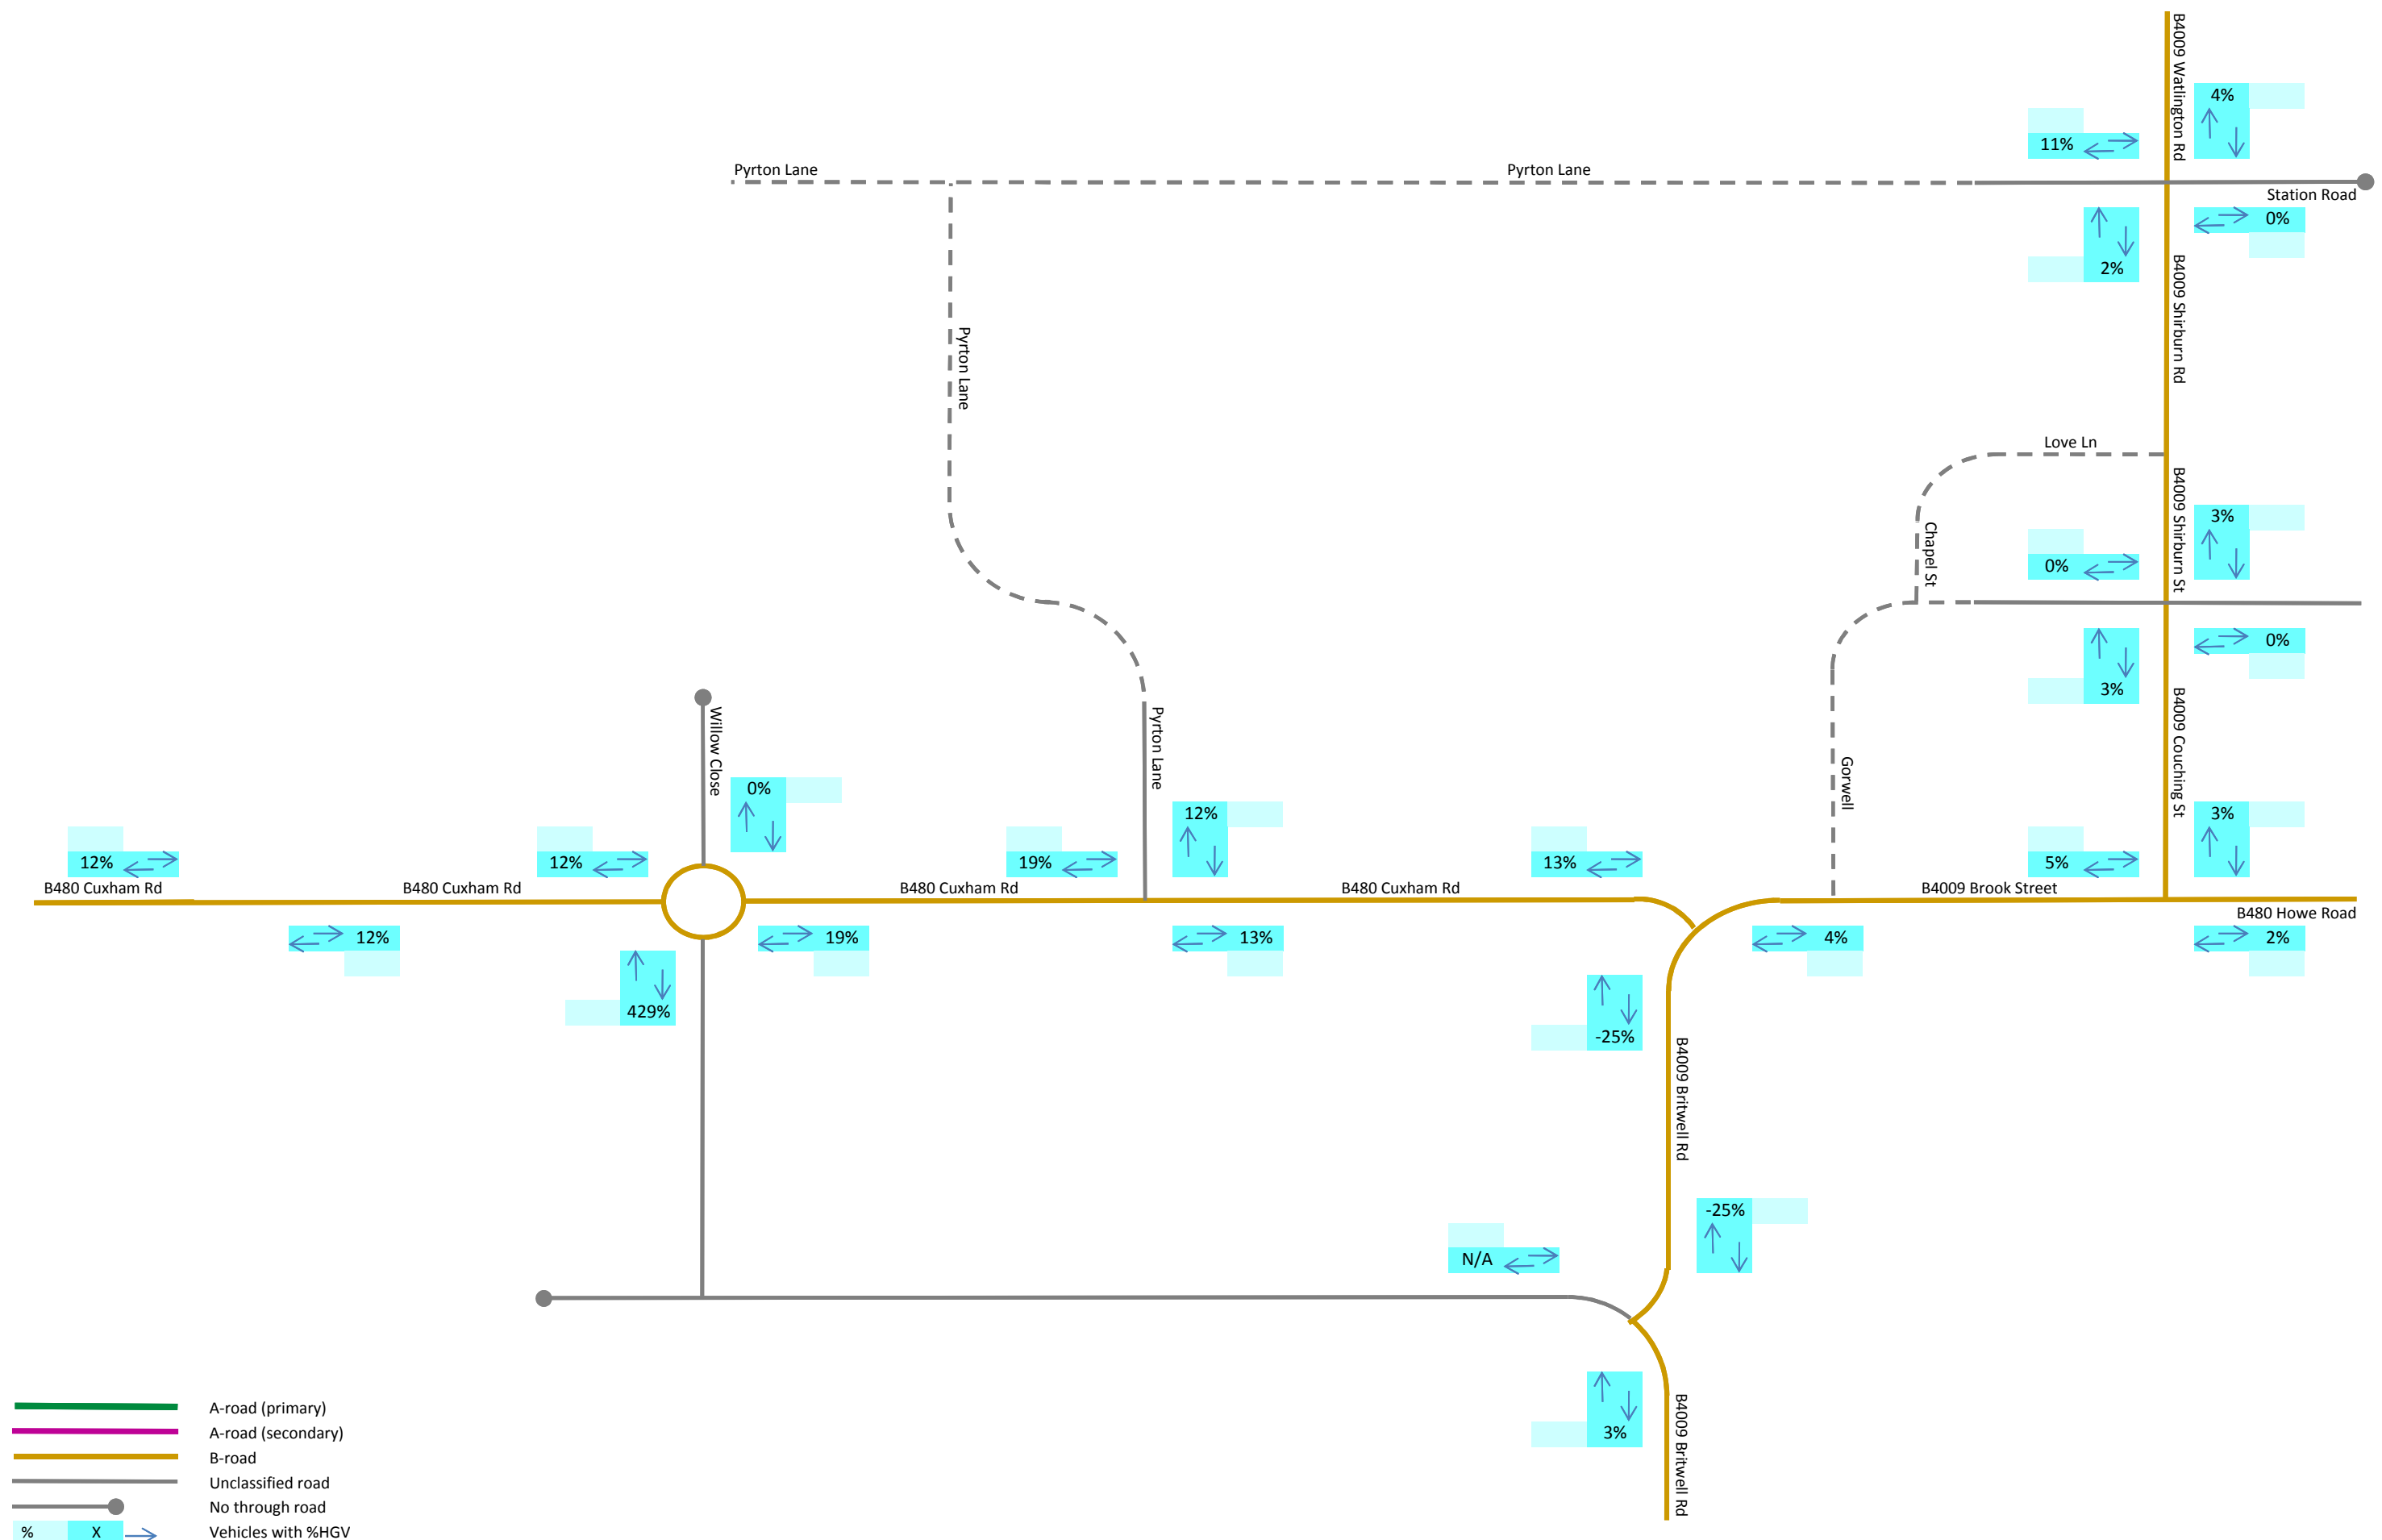 B4009 Watlington Rd
4%
11%
Pyrton Lane
Pyrton Lane
Station Road
0%
2%
B4009 Shirburn Rd
Pyrton Lane
Love Ln
B4009 Shirburn St
3%
Chapel St
0%
0%
3%
B4009 Couching St
Willow Close
Pyrton Lane
Gorwell
0%
12%
3%
12%
12%
19%
13%
5%
B480 Cuxham Rd
B480 Cuxham Rd
B480 Cuxham Rd
B480 Cuxham Rd
B4009 Brook Street
B480 Howe Road
12%
19%
13%
4%
2%
429%
-25%
B4009 Britwell Rd
-25%
N/A
3%
B4009 Britwell Rd
A-road (primary)
A-road (secondary)
B-road
Unclassified road
No through road
% X Vehicles with %HGV